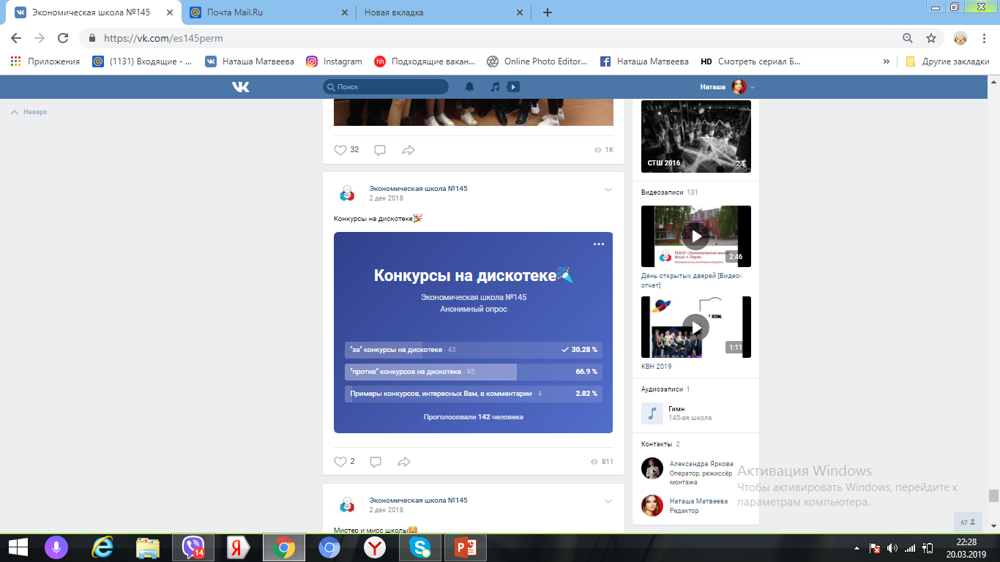 Экономическая школа №145
Почта Mail.Ru
Новая вкладка
https://vk.com/es145perm
Приложения
(1131) Входящие - ...
Наташа Матвеева
Instagram
Подходящие вакан...
Online Photo Editor...
Наташа Матвеева
HD Смотреть сериал Б...
» Другие закладки
Поиск
Наташа
Наверх
32
1K
Экономическая школа №145
2 дек 2018
Конкурсы на дискотеке🎉
Конкурсы на дискотеке🎉
Экономическая школа №145
Анонимный опрос
"за" конкурсы на дискотеке · 43 30.28 %
"против" конкурсов на дискотеке · 95 66.9 %
Примеры конкурсов, интересных Вам, в комментарии · 4 2.82 %
Проголосовали 142 человека
2
811
Экономическая школа №145
2 дек 2018
Мистер и мисс школы👑
СТШ 2016 24
Видеозаписи 131
МАОУ «Экономическая школа
№145» г. Пермь
2:46
День открытых дверей [Видео-
отчет]
1:11
КВН 2019
Аудиозаписи 1
Гимн
145-ая школа
Контакты 2
Александра Яркова
Оператор, режиссёр
монтажа
Наташа Матвеева
Редактор
Активация Windows
Чтобы активировать Windows, перейдите к
параметрам компьютера.
67
14
22:28
20.03.2019